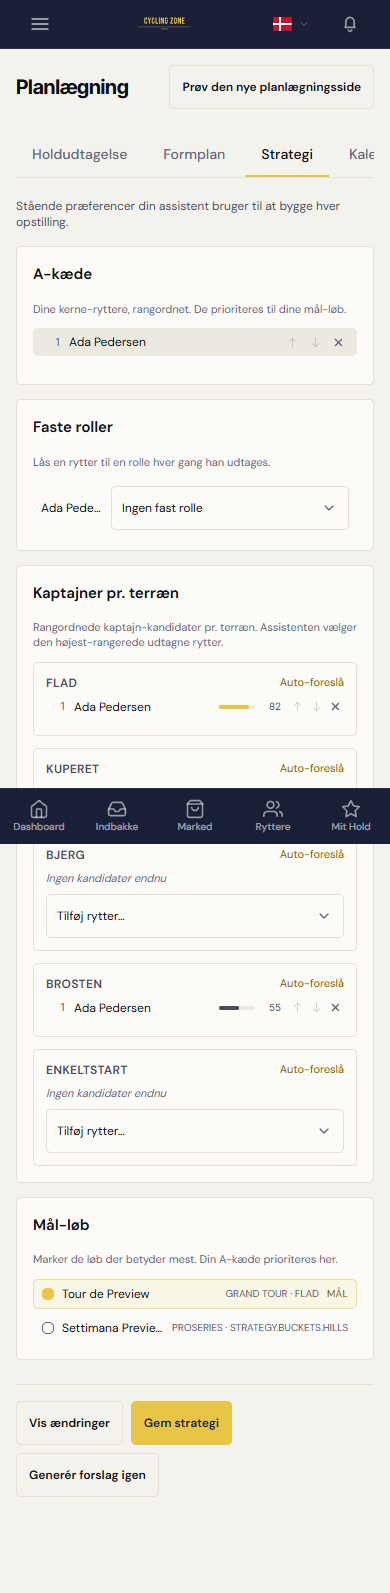 CYCLING ZONE
Planlægning
Prøv den nye planlægningsside
Holdudtagelse Formplan Strategi Kale
Stående præferencer din assistent bruger til at bygge hver
opstilling.
A-kæde
Dine kerne-ryttere, rangordnet. De prioriteres til dine mål-løb.
1 Ada Pedersen ↑ ↓ ×
Faste roller
Lås en rytter til en rolle hver gang han udtages.
Ada Pede... Ingen fast rolle
Kaptajner pr. terræn
Rangordnede kaptajn-kandidater pr. terræn. Assistenten vælger
den højest-rangerede udtagne rytter.
FLAD Auto-foreslå
1 Ada Pedersen 82 ↑ ↓ ×
KUPERET Auto-foreslå
Dashboard Indbakke Marked Ryttere Mit Hold
BJERG Auto-foreslå
Ingen kandidater endnu
Tilføj rytter...
BROSTEN Auto-foreslå
1 Ada Pedersen 55 ↑ ↓ ×
ENKELTSTART Auto-foreslå
Ingen kandidater endnu
Tilføj rytter...
Mål-løb
Marker de løb der betyder mest. Din A-kæde prioriteres her.
Tour de Preview GRAND TOUR · FLAD MÅL
Settimana Previe... PROSERIES · STRATEGY.BUCKETS.HILLS
Vis ændringer Gem strategi
Generér forslag igen